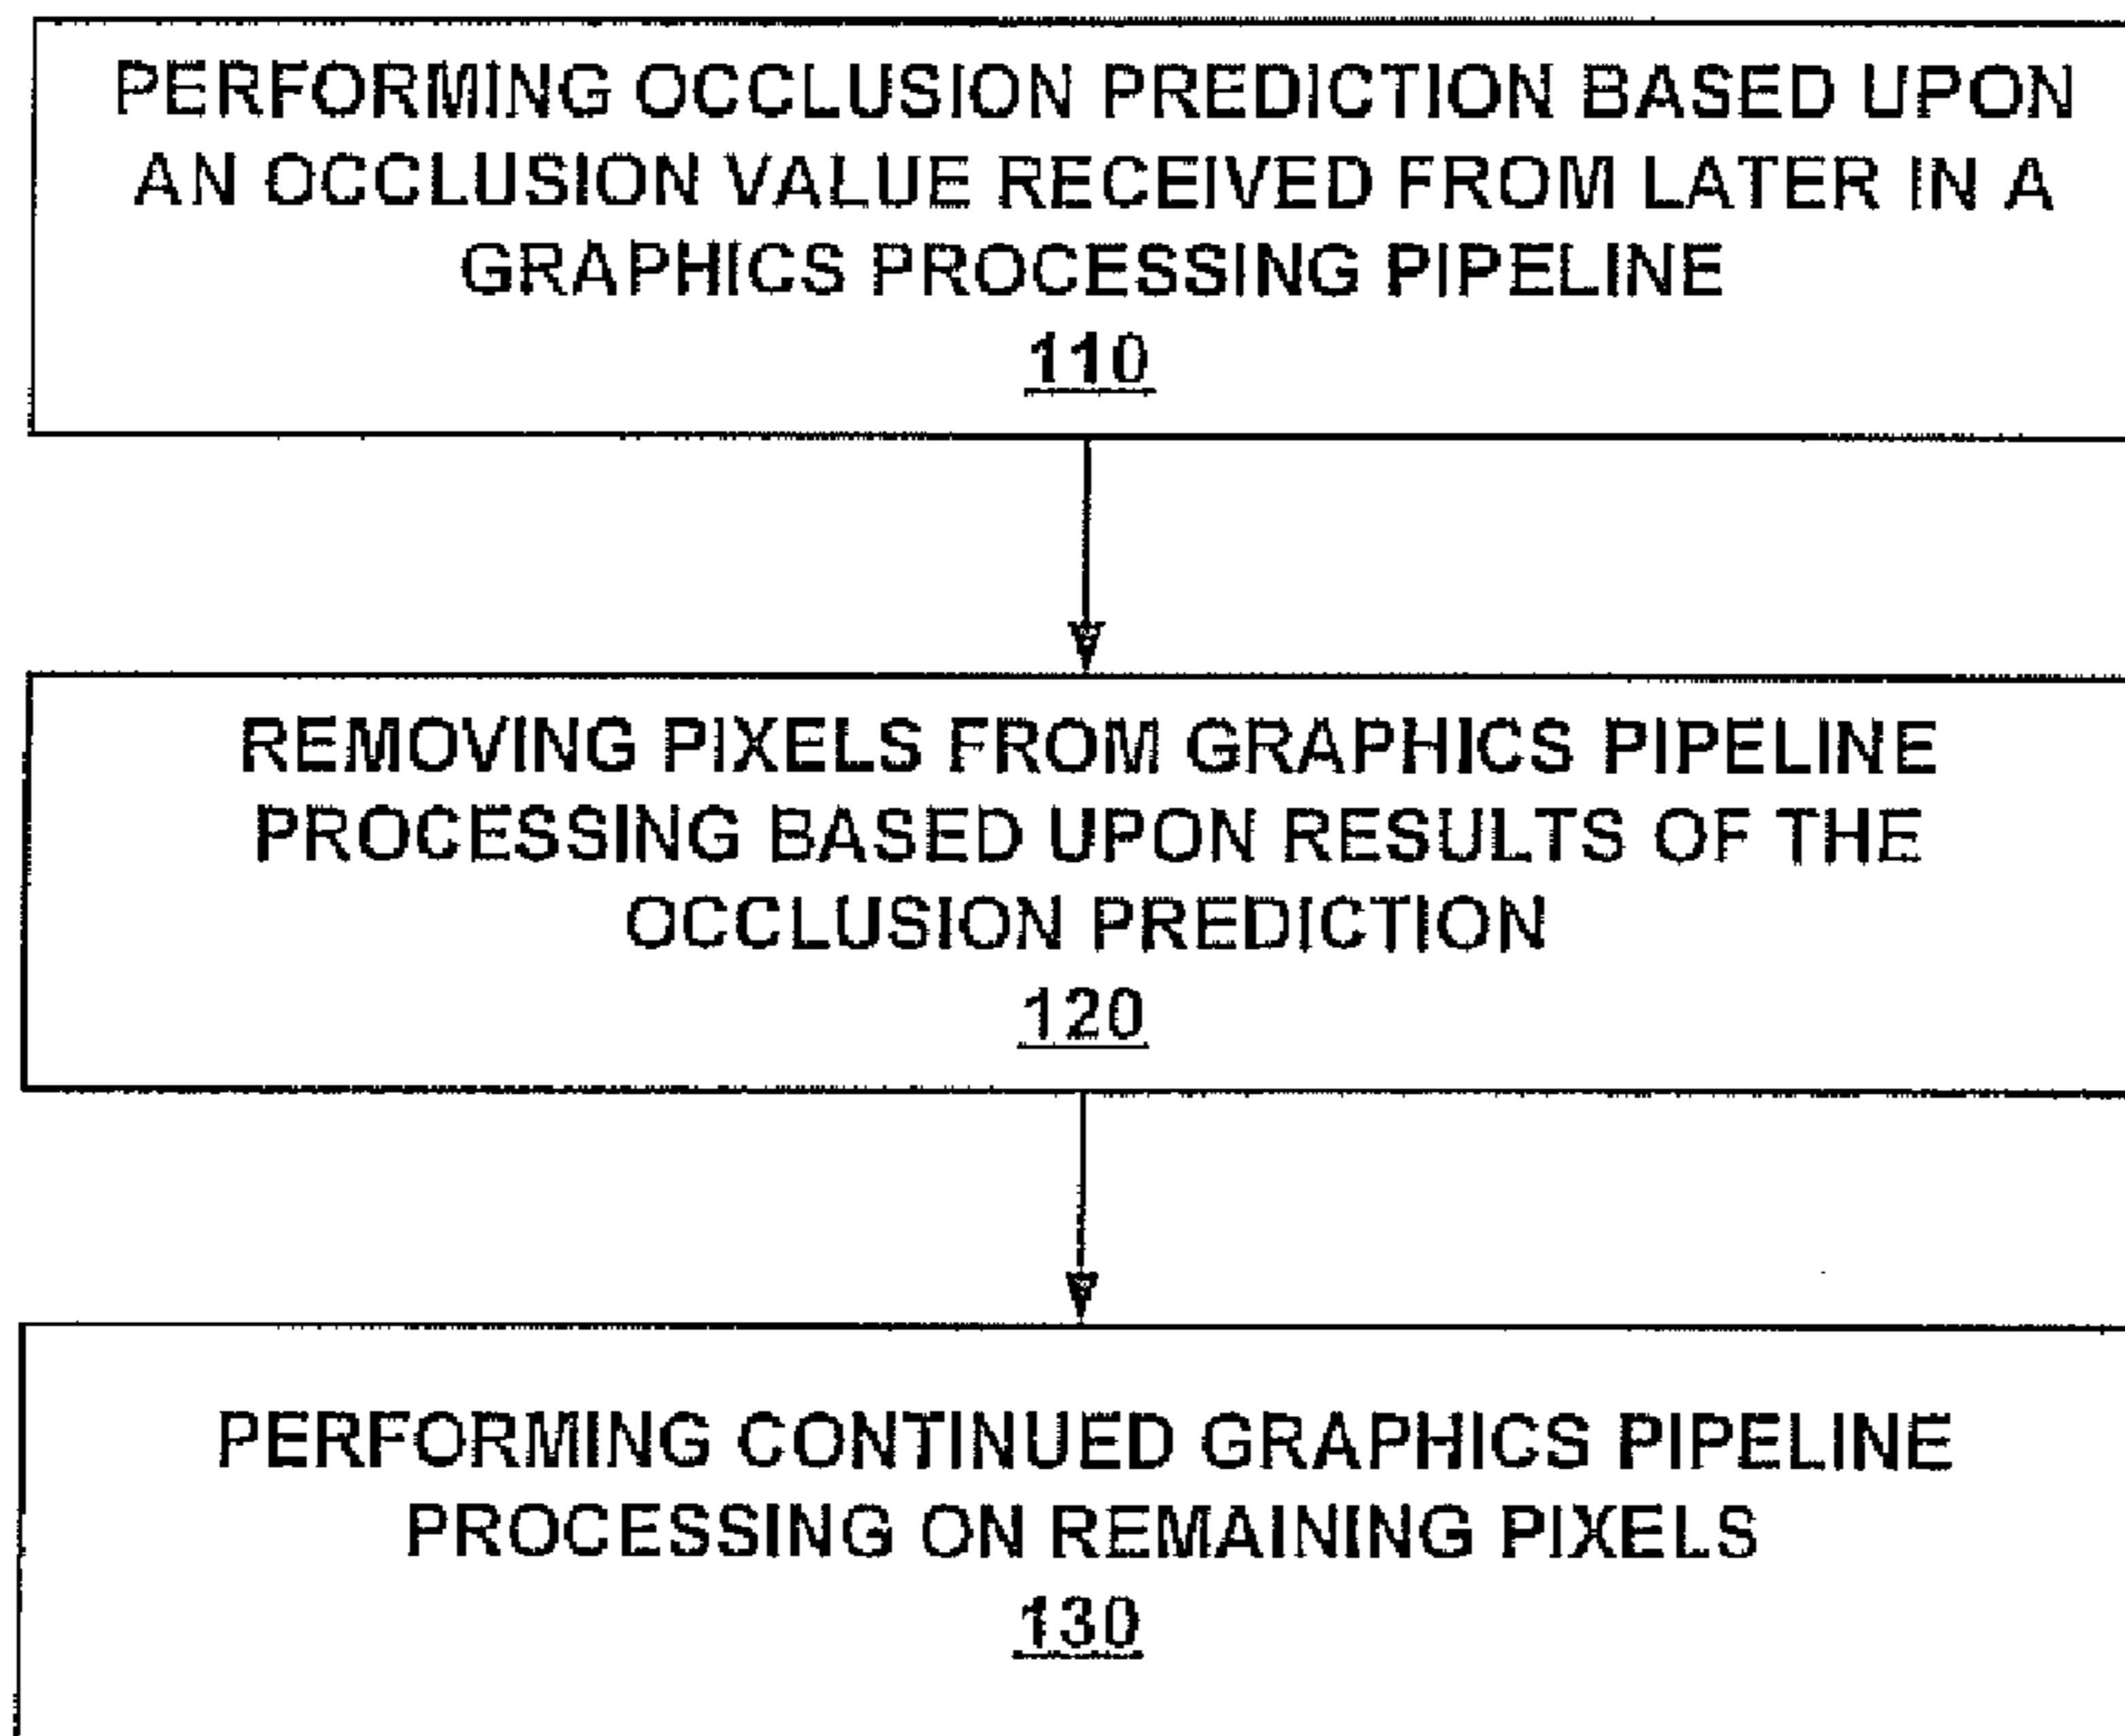 PERFORMING OCCLUSION PREDICTION BASED UPON
AN OCCLUSION VALUE RECEIVED FROM LATER IN A
GRAPHICS PROCESSING PIPELINE
110
REMOVING PIXELS FROM GRAPHICS PIPELINE
PROCESSING BASED UPON RESULTS OF THE
OCCLUSION PREDICTION
120
PERFORMING CONTINUED GRAPHICS PIPELINE
PROCESSING ON REMAINING PIXELS
130